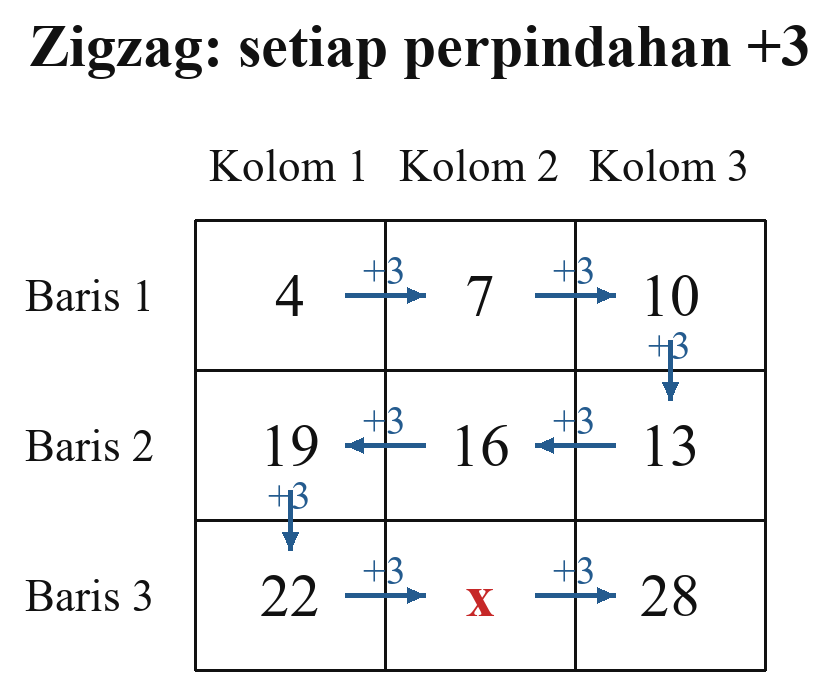 Zigzag: setiap perpindahan +3
Kolom 1 Kolom 2 Kolom 3
Baris 1 4 +3 7 +3 10
+3
Baris 2 19 +3 16 +3 13
+3
Baris 3 22 +3 x +3 28